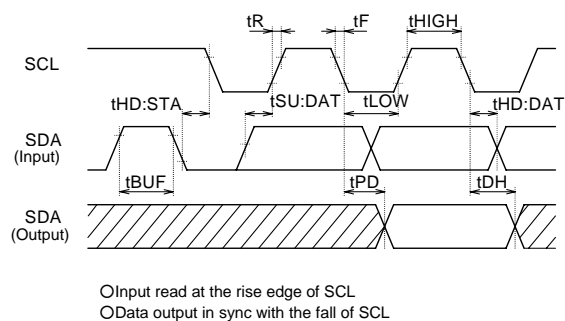 tR tF tHIGH
SCL
tHD:STA tSU:DAT tLOW tHD:DAT
SDA
(Input)
tBUF tPD tDH
SDA
(Output)
○Input read at the rise edge of SCL
○Data output in sync with the fall of SCL